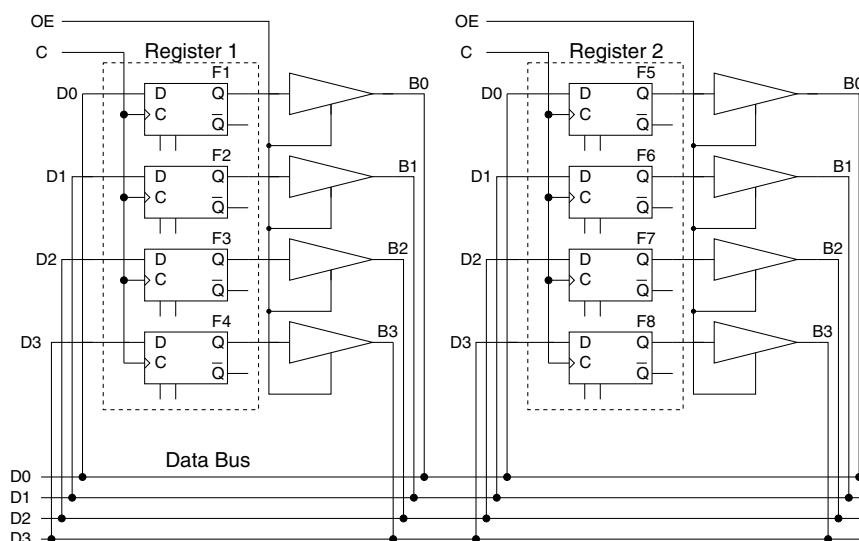 OE OE
C Register 1 C Register 2
F1 F5
D0 D Q B0 D0 D Q B0
C Q C Q
F2 F6
D1 D Q B1 D1 D Q B1
C Q C Q
F3 F7
D2 D Q B2 D2 D Q B2
C Q C Q
F4 F8
D3 D Q B3 D3 D Q B3
C Q C Q
Data Bus
D0
D1
D2
D3